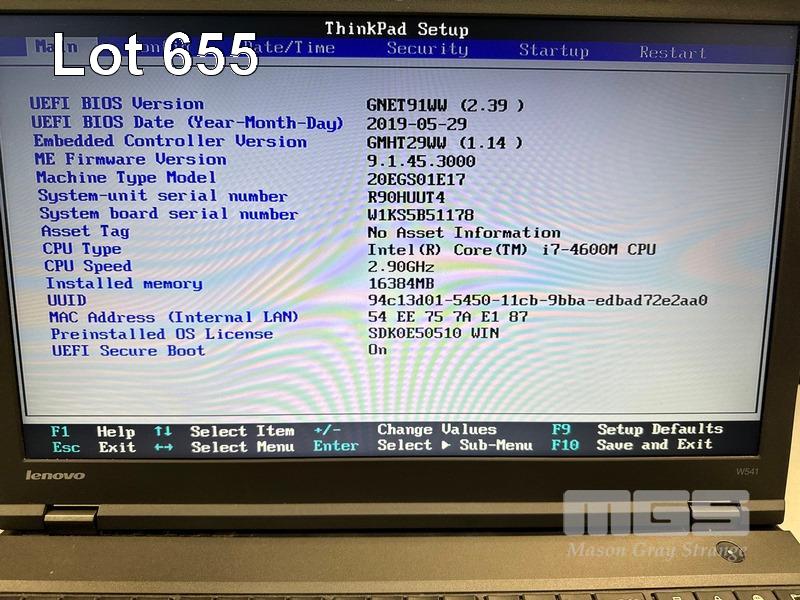 ThinkPad Setup
Main Date/Time Security Startup Restart
Lot 655
UEFI BIOS Version GNET91WW (2.39 )
UEFI BIOS Date (Year-Month-Day) 2019-05-29
Embedded Controller Version GMHT29WW (1.14 )
ME Firmware Version 9.1.45.3000
Machine Type Model 20EGS01E17
System-unit serial number R90HUUT4
System board serial number W1KS5B51178
Asset Tag No Asset Information
CPU Type Intel(R) Core(TM) i7-4600M CPU
CPU Speed 2.90GHz
Installed memory 16384MB
UUID 94c13d01-5450-11cb-9bba-edbad72e2aa0
MAC Address (Internal LAN) 54 EE 75 7A E1 87
Preinstalled OS License SDK0E50510 WIN
UEFI Secure Boot On
F1 Help ↑↓ Select Item +/- Change Values F9 Setup Defaults
Esc Exit ←→ Select Menu Enter Select ▶ Sub-Menu F10 Save and Exit
lenovo W541
MGS
Mason Gray Strange